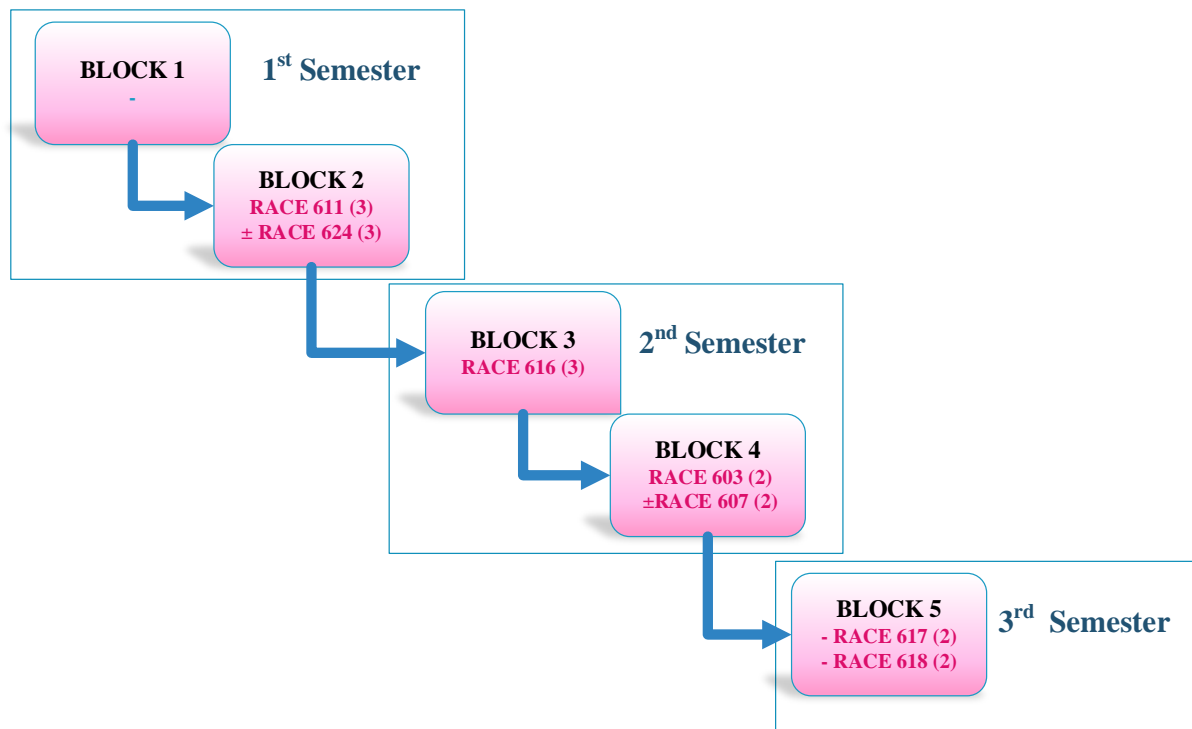 BLOCK 1
-
1st Semester
BLOCK 2
RACE 611 (3)
± RACE 624 (3)
BLOCK 3
RACE 616 (3)
2nd Semester
BLOCK 4
RACE 603 (2)
±RACE 607 (2)
BLOCK 5
- RACE 617 (2)
- RACE 618 (2)
3rd Semester